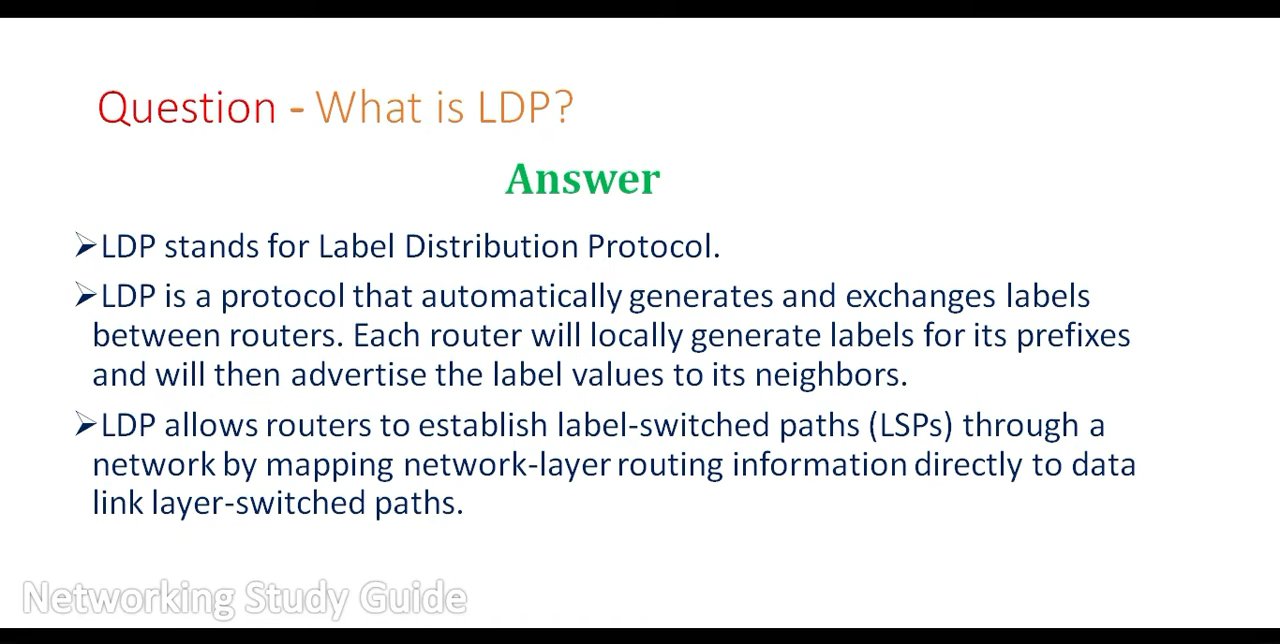 Question - What is LDP?
Answer
➢LDP stands for Label Distribution Protocol.
➢LDP is a protocol that automatically generates and exchanges labels
between routers. Each router will locally generate labels for its prefixes
and will then advertise the label values to its neighbors.
➢LDP allows routers to establish label-switched paths (LSPs) through a
network by mapping network-layer routing information directly to data
link layer-switched paths.
Networking Study Guide